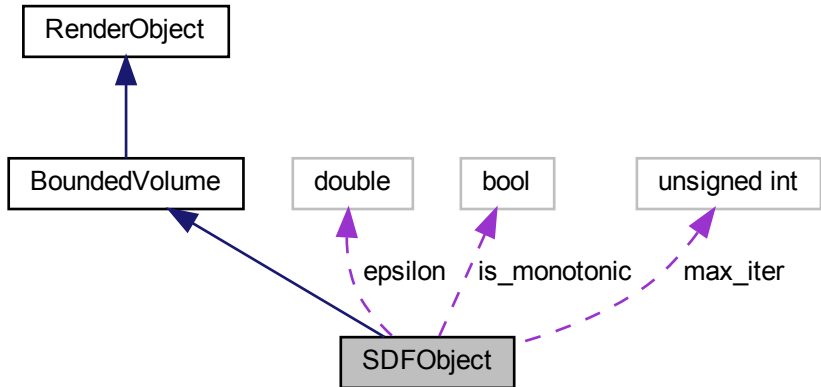 RenderObject
BoundedVolume
double
bool
unsigned int
epsilon
is_monotonic
max_iter
SDFObject